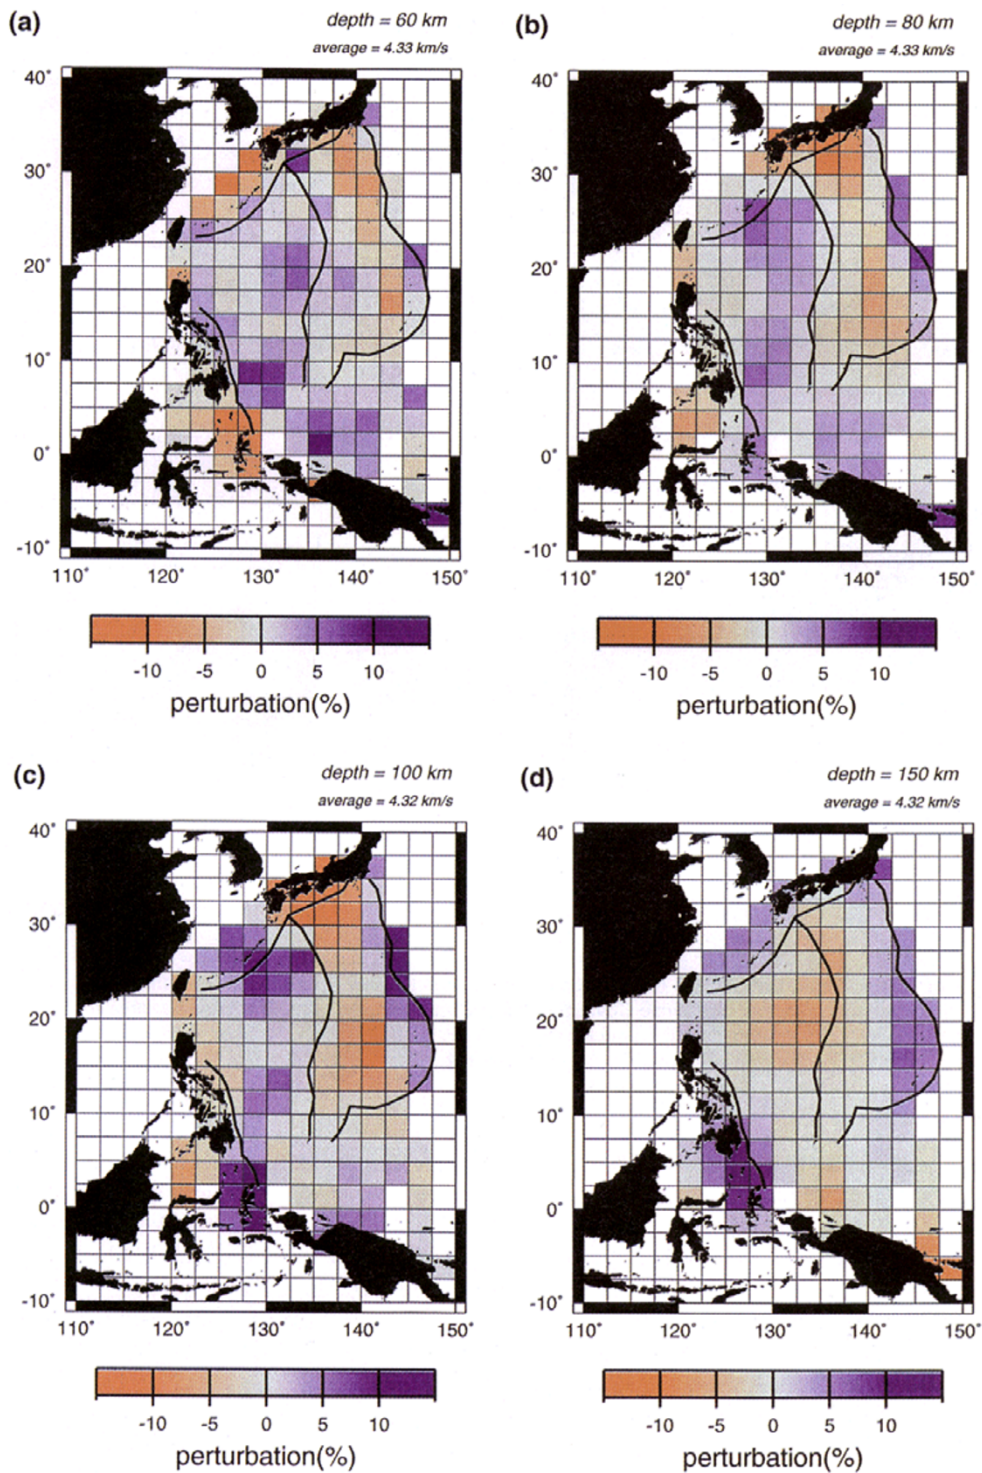 (a)
depth = 60 km
average = 4.33 km/s
40°
30°
20°
10°
0°
-10°
110° 120° 130° 140° 150°
-10 -5 0 5 10
perturbation(%)
(b)
depth = 80 km
average = 4.33 km/s
40°
30°
20°
10°
0°
-10°
110° 120° 130° 140° 150°
-10 -5 0 5 10
perturbation(%)
(c)
depth = 100 km
average = 4.32 km/s
40°
30°
20°
10°
0°
-10°
110° 120° 130° 140° 150°
-10 -5 0 5 10
perturbation(%)
(d)
depth = 150 km
average = 4.32 km/s
40°
30°
20°
10°
0°
-10°
110° 120° 130° 140° 150°
-10 -5 0 5 10
perturbation(%)